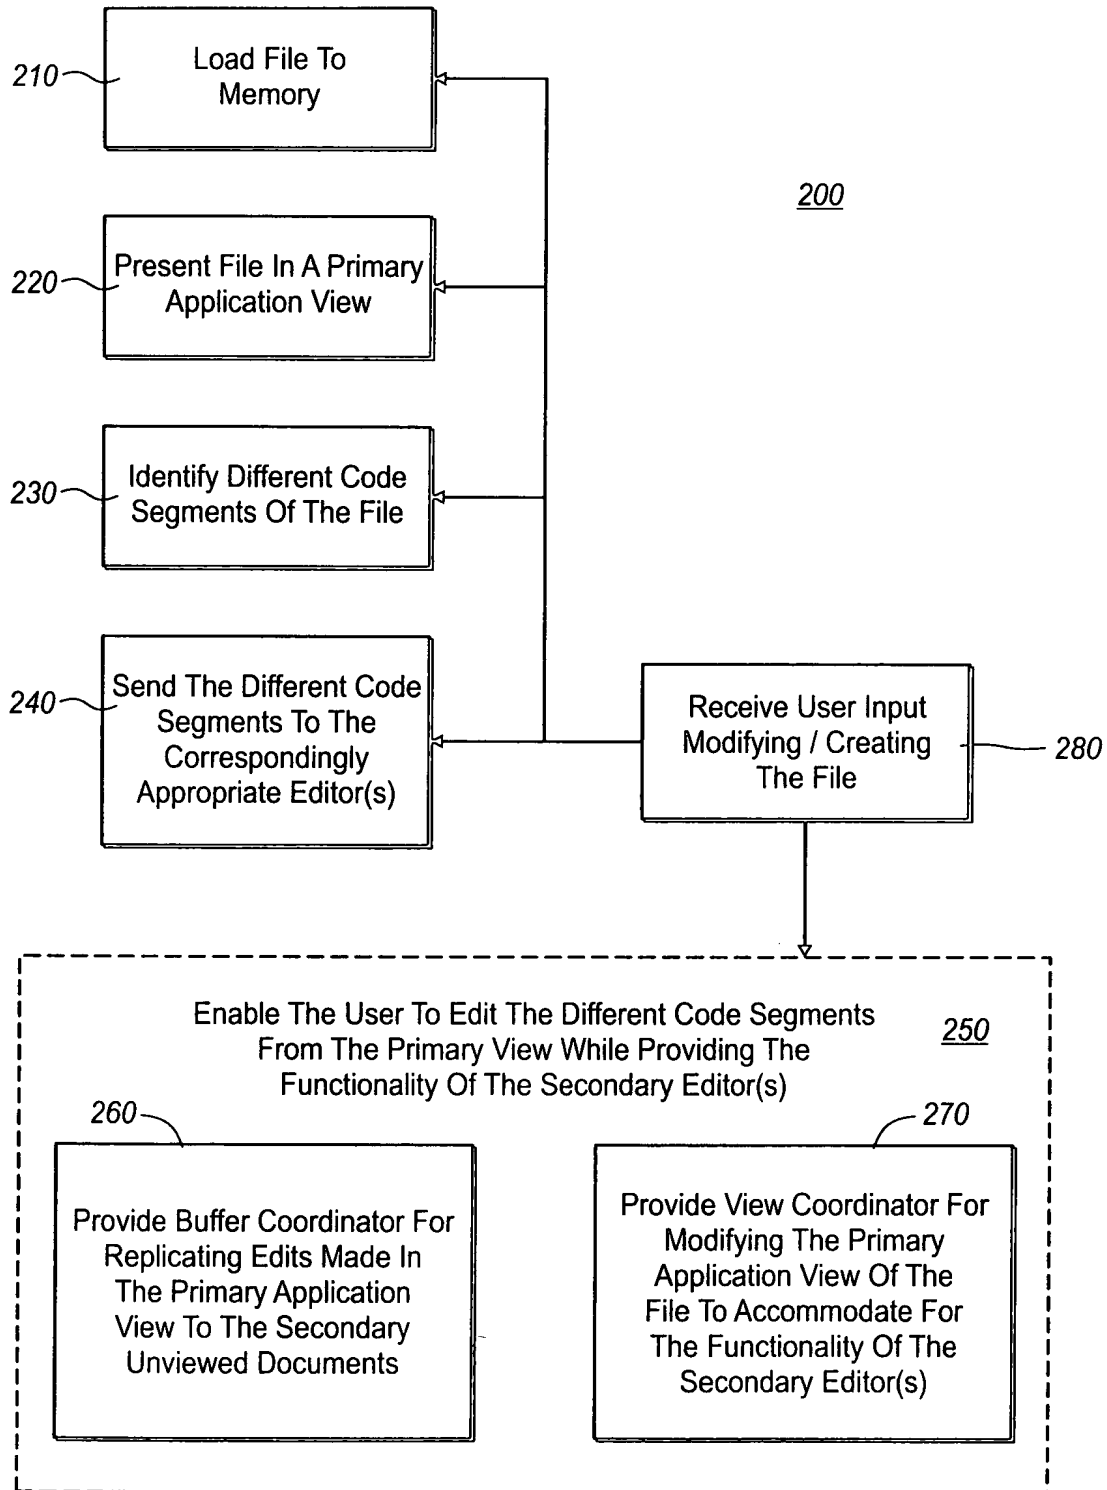 210
Load File To
Memory
200
220
Present File In A Primary
Application View
230
Identify Different Code
Segments Of The File
240
Send The Different Code
Segments To The
Correspondingly
Appropriate Editor(s)
Receive User Input
Modifying / Creating
The File
280
Enable The User To Edit The Different Code Segments
From The Primary View While Providing The
Functionality Of The Secondary Editor(s)
250
260
Provide Buffer Coordinator For
Replicating Edits Made In
The Primary Application
View To The Secondary
Unviewed Documents
270
Provide View Coordinator For
Modifying The Primary
Application View Of The
File To Accommodate For
The Functionality Of The
Secondary Editor(s)